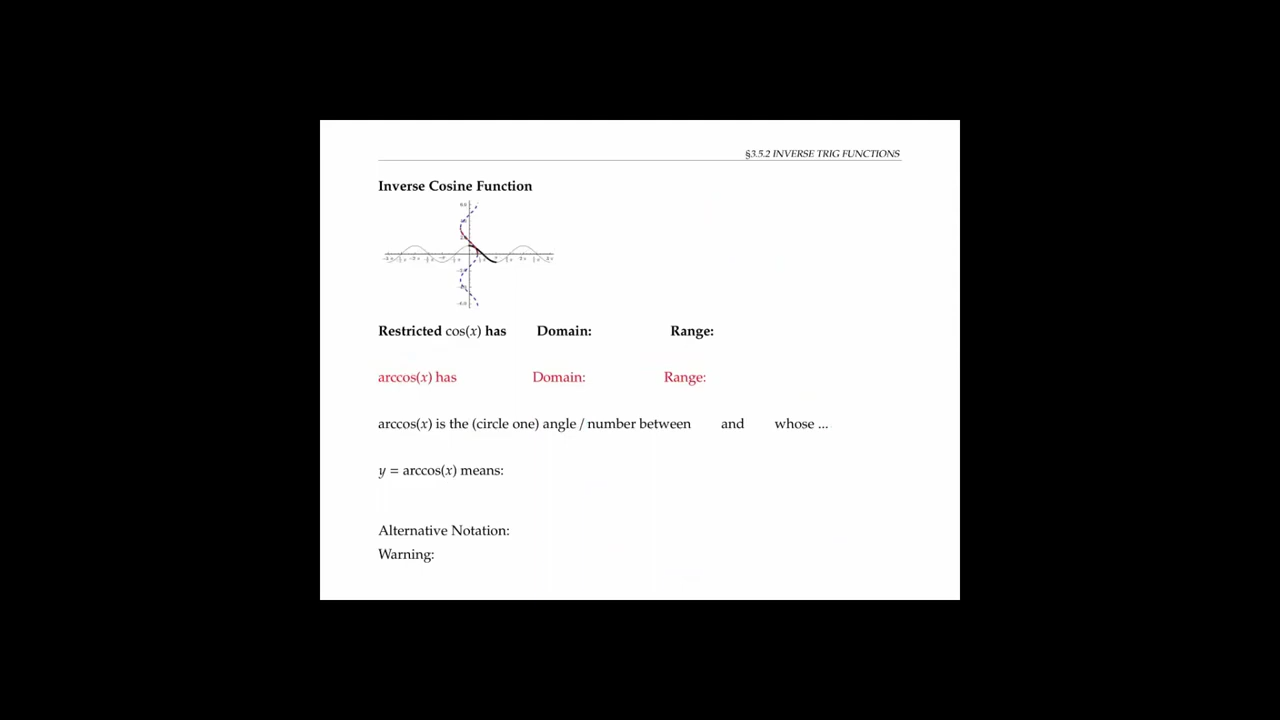 §3.5.2 INVERSE TRIG FUNCTIONS
Inverse Cosine Function
Restricted cos(x) has Domain: Range:
arccos(x) has Domain: Range:
arccos(x) is the (circle one) angle / number between and whose ...
y = arccos(x) means:
Alternative Notation:
Warning: